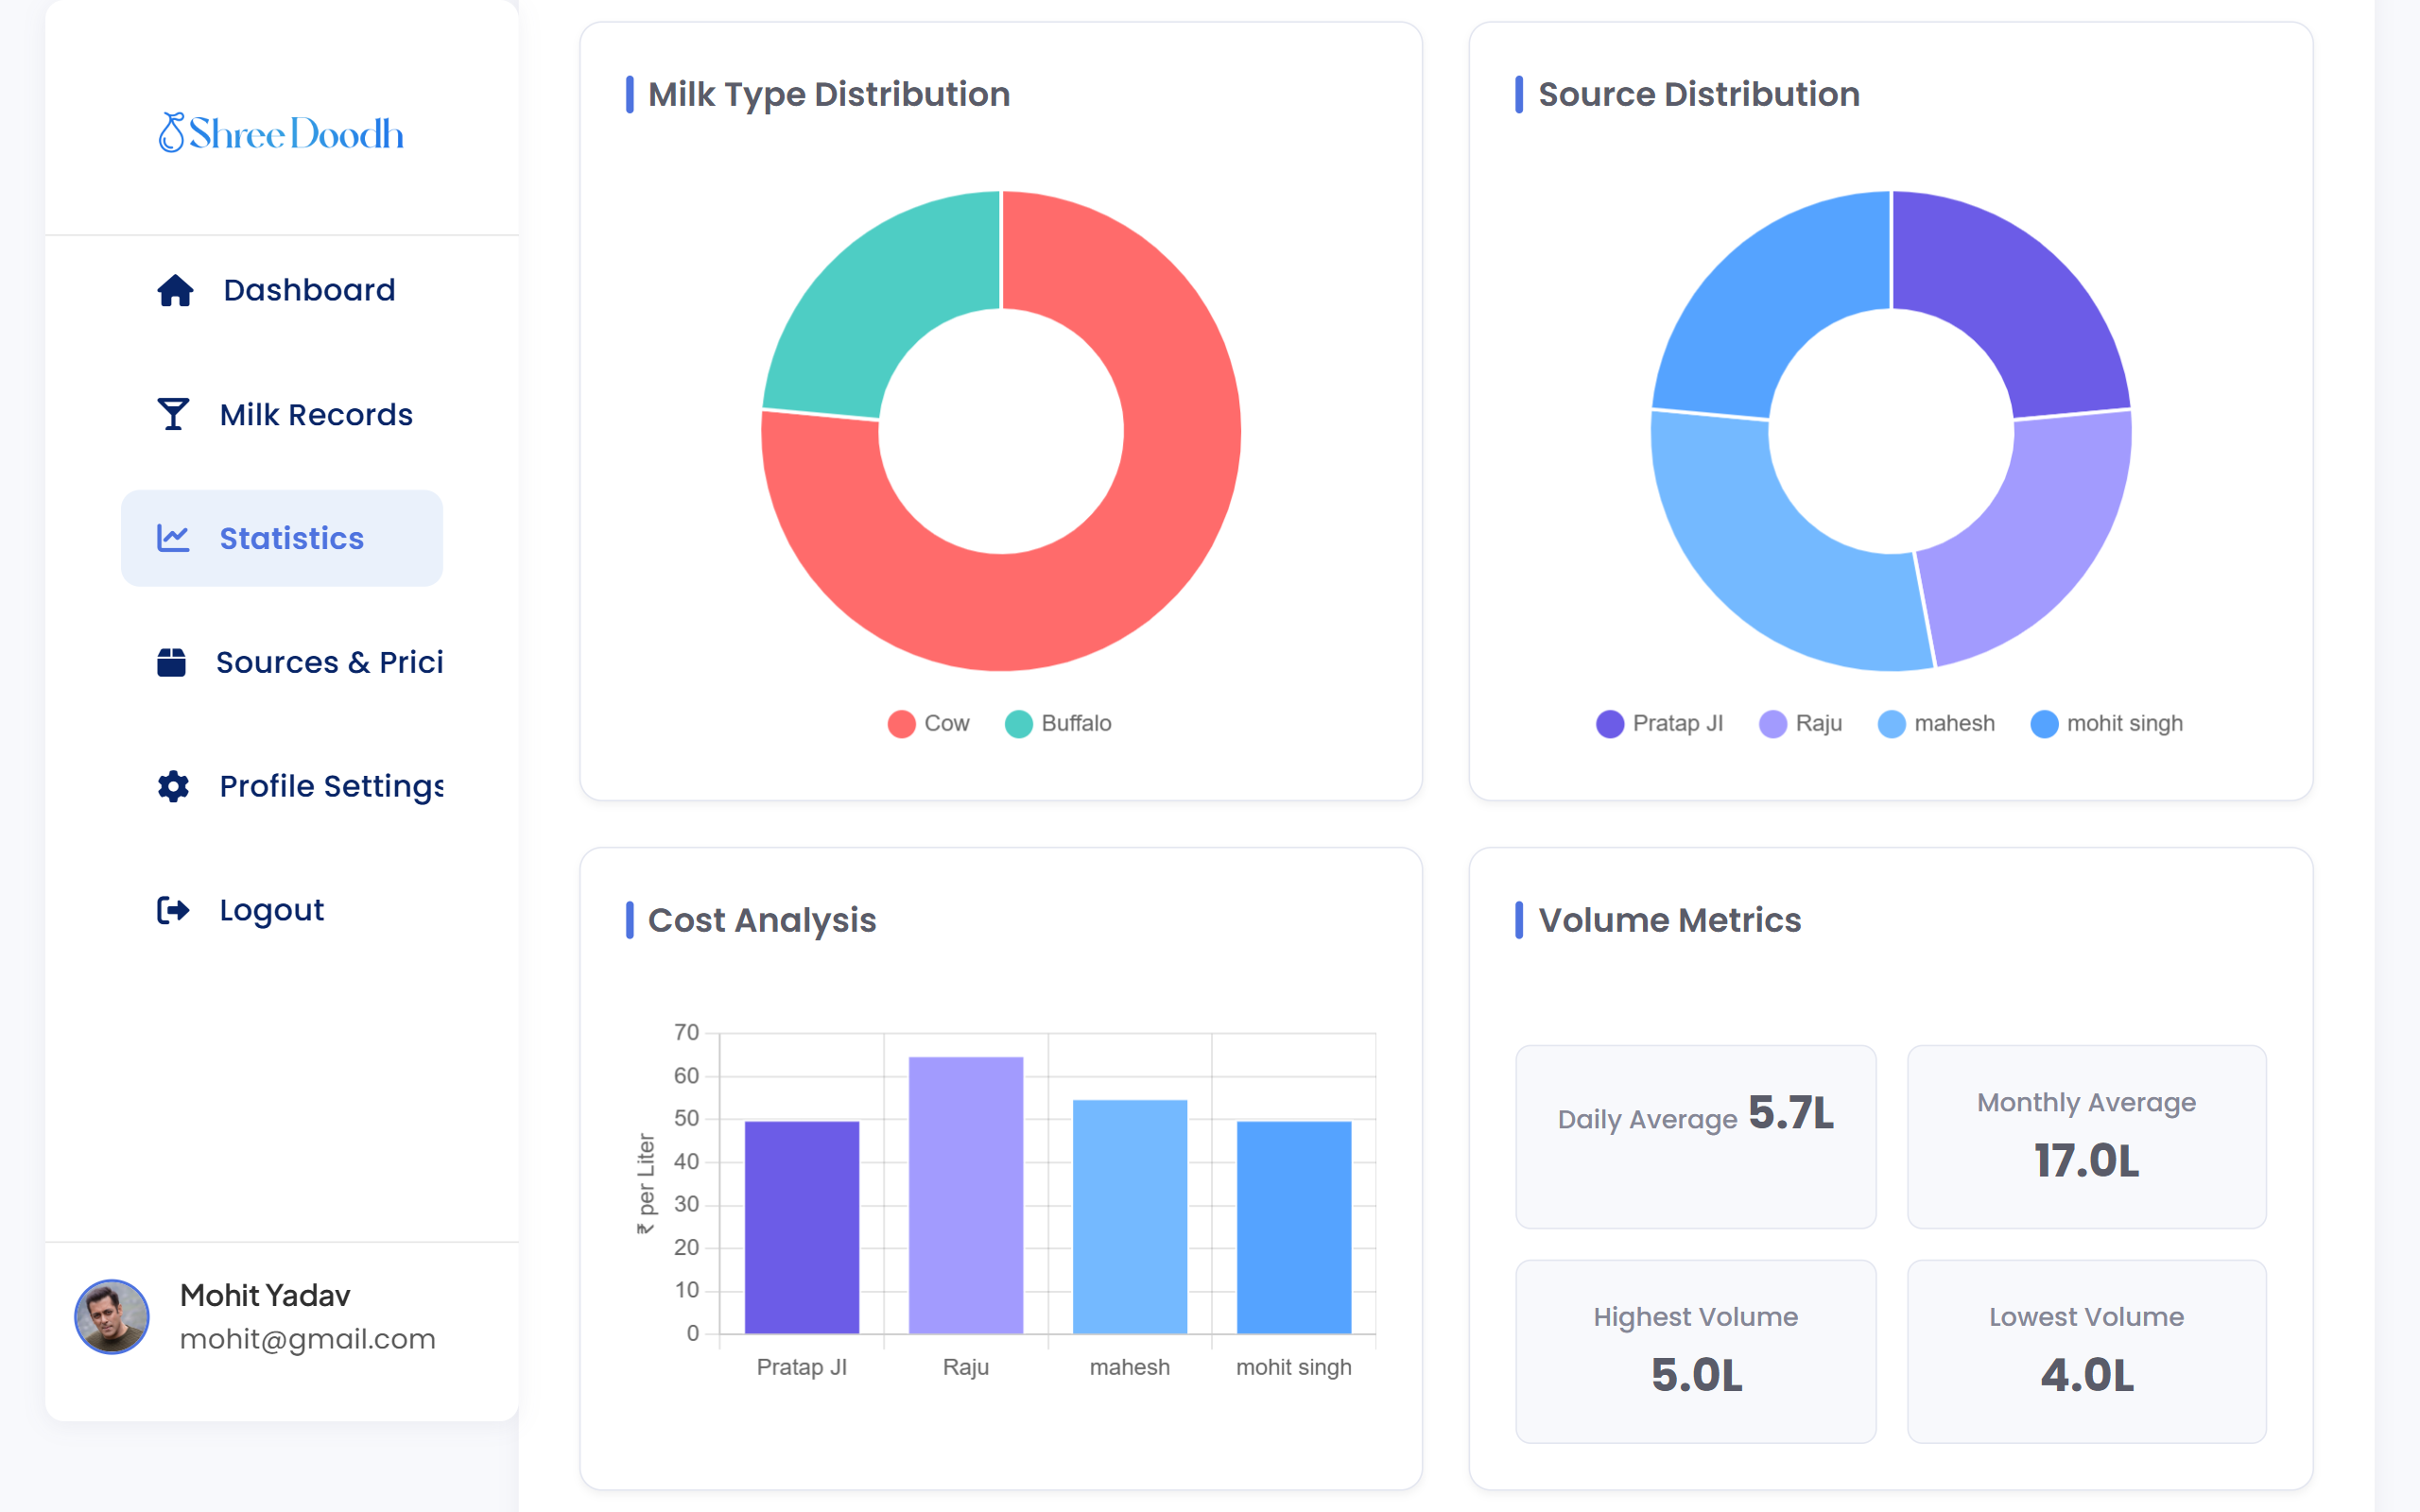 Shree Doodh
Dashboard
Milk Records
Statistics
Sources & Prici
Profile Settings
Logout
Mohit Yadav
mohit@gmail.com
Milk Type Distribution
Cow Buffalo
Source Distribution
Pratap JI Raju mahesh mohit singh
Cost Analysis
₹ per Liter
70
60
50
40
30
20
10
0
Pratap JI Raju mahesh mohit singh
Volume Metrics
Daily Average 5.7L
Monthly Average
17.0L
Highest Volume
5.0L
Lowest Volume
4.0L